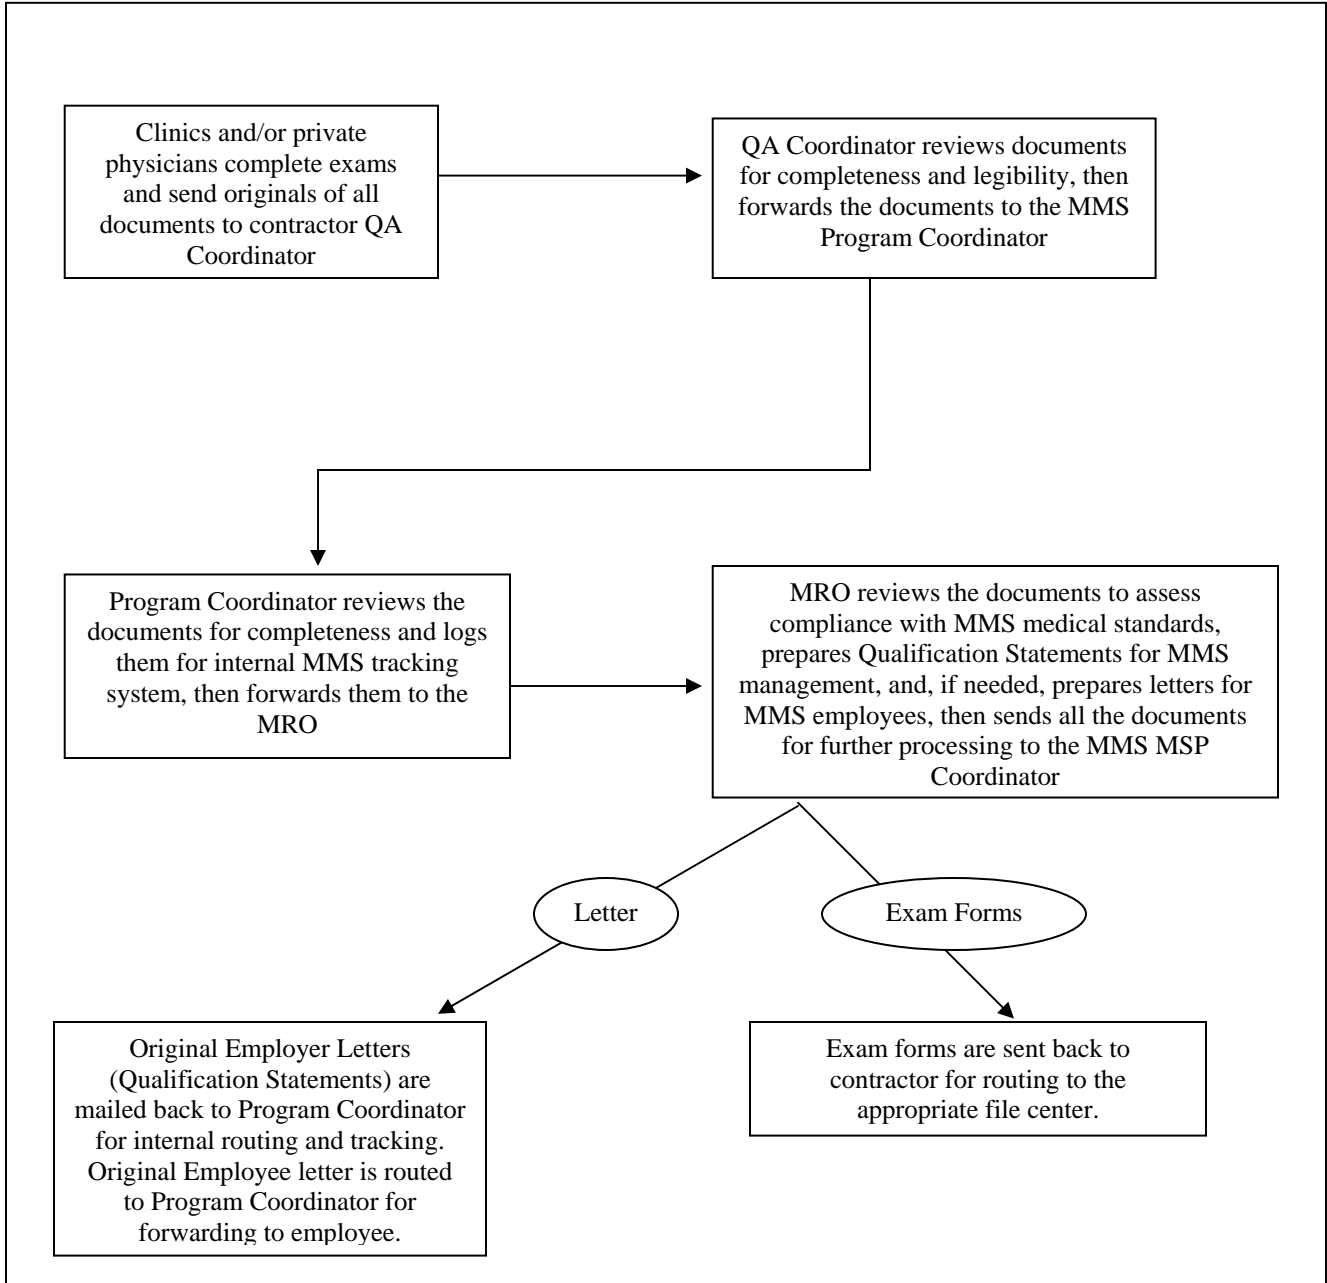 Clinics and/or private
physicians complete exams
and send originals of all
documents to contractor QA
Coordinator
QA Coordinator reviews documents
for completeness and legibility, then
forwards the documents to the MMS
Program Coordinator
Program Coordinator reviews the
documents for completeness and logs
them for internal MMS tracking
system, then forwards them to the
MRO
MRO reviews the documents to assess
compliance with MMS medical standards,
prepares Qualification Statements for MMS
management, and, if needed, prepares letters for
MMS employees, then sends all the documents
for further processing to the MMS MSP
Coordinator
Letter
Exam Forms
Original Employer Letters
(Qualification Statements) are
mailed back to Program Coordinator
for internal routing and tracking.
Original Employee letter is routed
to Program Coordinator for
forwarding to employee.
Exam forms are sent back to
contractor for routing to the
appropriate file center.